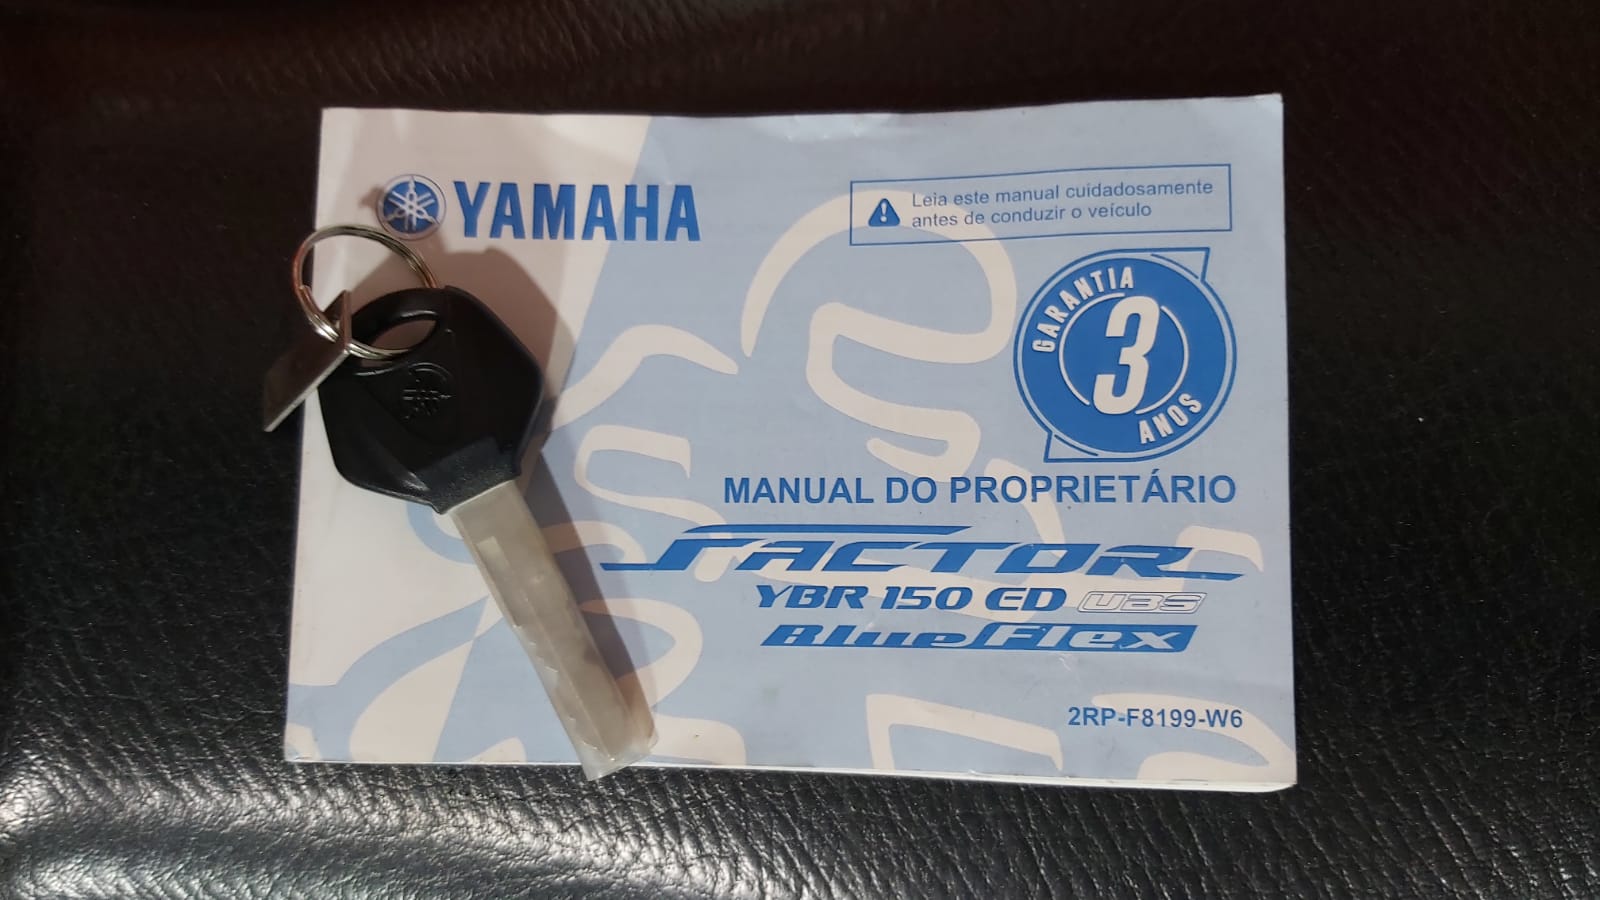 YAMAHA
Leia este manual cuidadosamente
antes de conduzir o veículo
GARANTIA
3
ANOS
MANUAL DO PROPRIETÁRIO
FACTOR
YBR 150 ED UBS
BlueFlex
2RP-F8199-W6